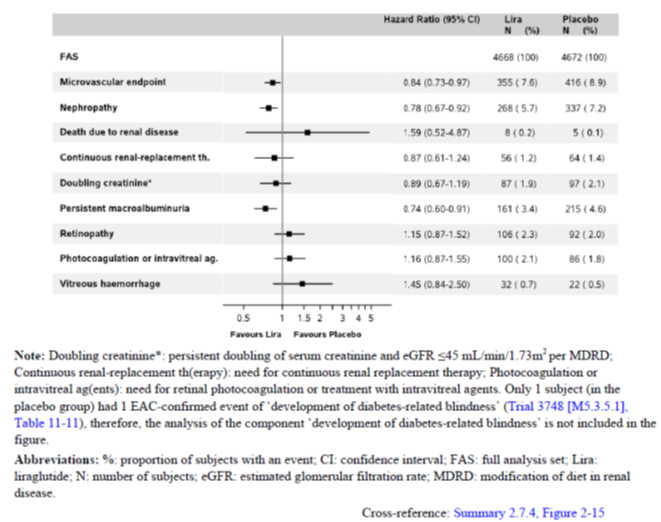 Hazard Ratio (95% CI) Lira Placebo
N (%) N (%)
FAS 4668 (100) 4672 (100)
Microvascular endpoint 0.84 (0.73-0.97) 355 (7.6) 416 (8.9)
Nephropathy 0.78 (0.67-0.92) 268 (5.7) 337 (7.2)
Death due to renal disease 1.59 (0.52-4.87) 8 (0.2) 5 (0.1)
Continuous renal-replacement th. 0.87 (0.61-1.24) 56 (1.2) 64 (1.4)
Doubling creatinine* 0.89 (0.67-1.19) 87 (1.9) 97 (2.1)
Persistent macroalbuminuria 0.74 (0.60-0.91) 161 (3.4) 215 (4.6)
Retinopathy 1.15 (0.87-1.52) 106 (2.3) 92 (2.0)
Photocoagulation or intravitreal ag. 1.16 (0.87-1.55) 100 (2.1) 86 (1.8)
Vitreous haemorrhage 1.45 (0.84-2.50) 32 (0.7) 22 (0.5)
0.5 1 1.5 2 3 4 5
Favours Lira Favours Placebo
Note: Doubling creatinine*: persistent doubling of serum creatinine and eGFR ≤45 mL/min/1.73m² per MDRD;
Continuous renal-replacement th(erapy): need for continuous renal replacement therapy; Photocoagulation or
intravitreal ag(ents): need for retinal photocoagulation or treatment with intravitreal agents. Only 1 subject (in the
placebo group) had 1 EAC-confirmed event of ‘development of diabetes-related blindness’ (Trial 3748 [M5.3.5.1],
Table 11-11), therefore, the analysis of the component ‘development of diabetes-related blindness’ is not included in the
figure.
Abbreviations: %: proportion of subjects with an event; CI: confidence interval; FAS: full analysis set; Lira:
liraglutide; N: number of subjects; eGFR: estimated glomerular filtration rate; MDRD: modification of diet in renal
disease.
Cross-reference: Summary 2.7.4, Figure 2-15